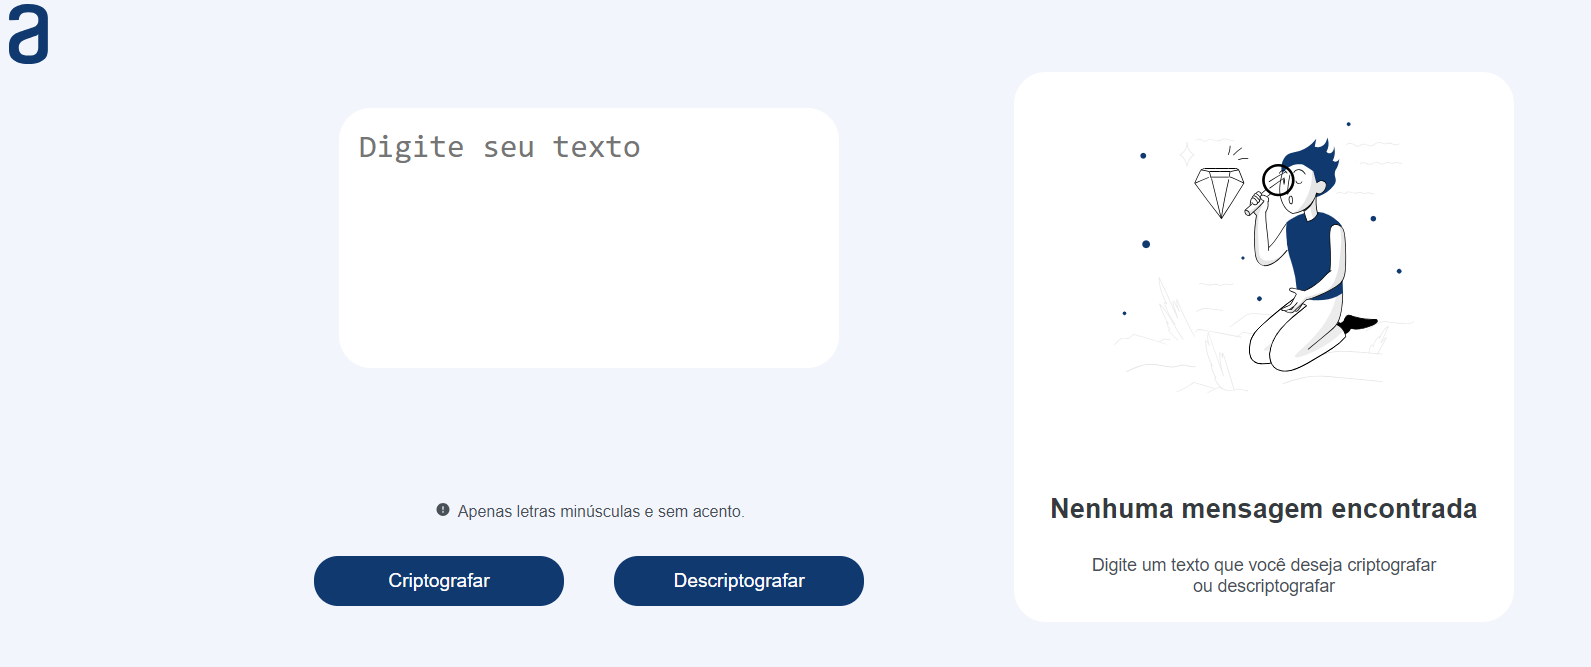 a
Digite seu texto
Apenas letras minúsculas e sem acento.
Criptografar
Descriptografar
Nenhuma mensagem encontrada
Digite um texto que você deseja criptografar
ou descriptografar